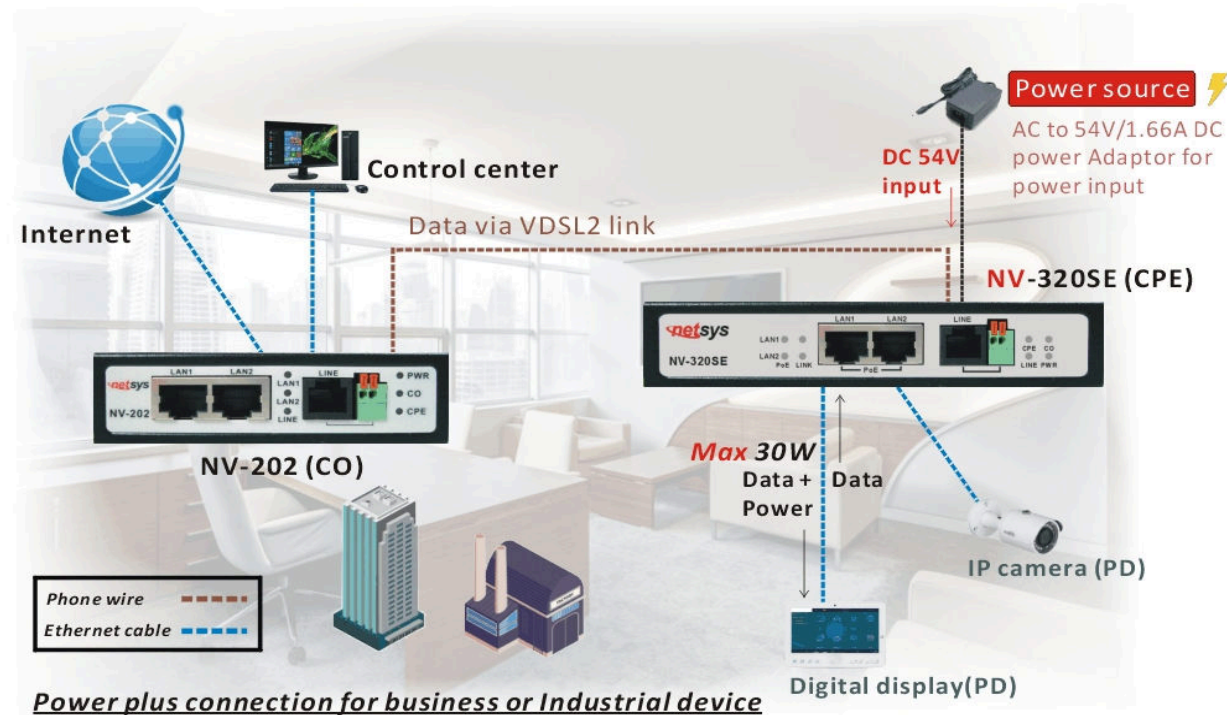 Power source
AC to 54V/1.66A DC
power Adaptor for
power input
DC 54V
input
Control center
Internet
Data via VDSL2 link
NV-320SE (CPE)
netsys
NV-320SE
LAN1
LAN2
PoE LINK
LAN1 LAN2
PoE
LINE
CPE CO
LINE PWR
netsys
NV-202
LAN1 LAN2
LAN1
LAN2
LINE
LINE
PWR
CO
CPE
NV-202 (CO)
Max 30W
Data +
Power
Data
IP camera (PD)
Digital display(PD)
Phone wire
Ethernet cable
Power plus connection for business or Industrial device